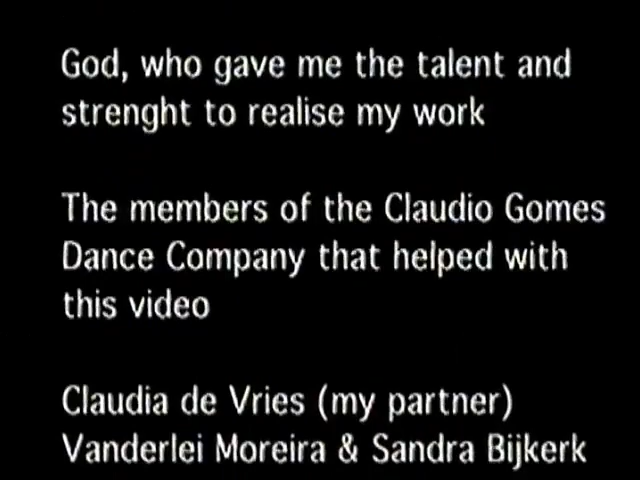 God, who gave me the talent and
strenght to realise my work
The members of the Claudio Gomes
Dance Company that helped with
this video
Claudia de Vries (my partner)
Vanderlei Moreira & Sandra Bijkerk